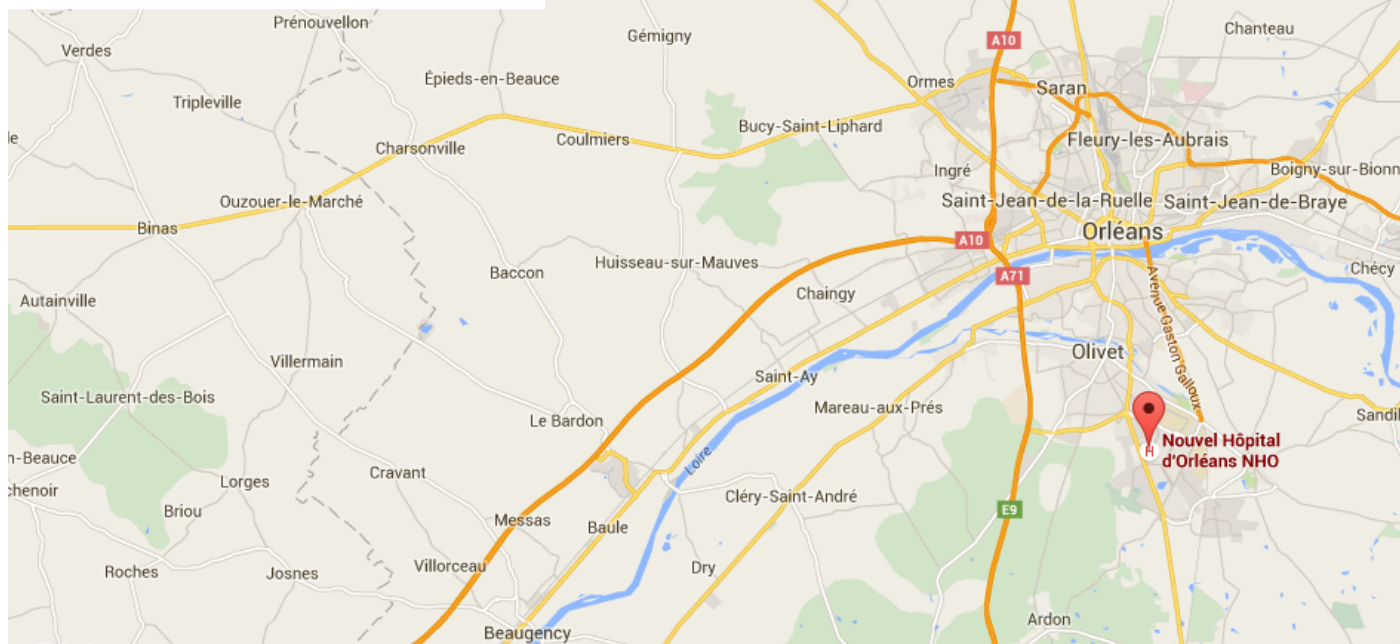 Prénouvellon
Gémigny
A10
Chanteau
Verdes
Épieds-en-Beauce
Ormes
Saran
Tripleville
Bucy-Saint-Liphard
Coulmiers
Charsonville
Fleury-les-Aubrais
Ingré
Boigny-sur-Bionn
Ouzouer-le-Marché
Saint-Jean-de-la-Ruelle
Saint-Jean-de-Braye
Binas
A10
Orléans
Huisseau-sur-Mauves
Baccon
A71
Chécy
Chaingy
Autainville
Avenue Gaston Galloux
Villermain
Olivet
Saint-Ay
Saint-Laurent-des-Bois
Mareau-aux-Prés
Sandil
Le Bardon
Nouvel Hôpital
d'Orléans NHO
H
n-Beauce
Loire
Cravant
Lorges
chenoir
Cléry-Saint-André
Briou
E9
Messas
Baule
Villorceau
Dry
Roches
Josnes
Ardon
Beaugency